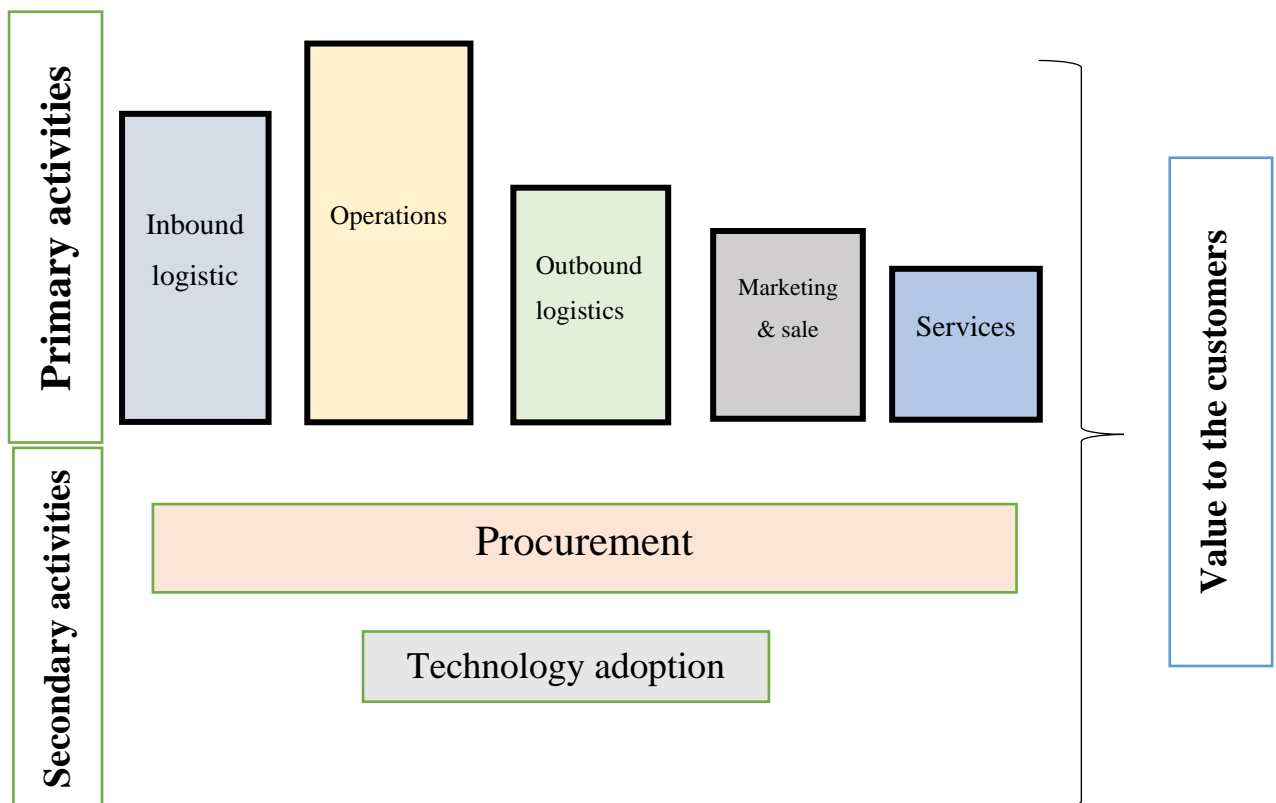 Primary activities
Inbound
logistic
Operations
Outbound
logistics
Marketing
& sale
Services
Value to the customers
Secondary activities
Procurement
Technology adoption